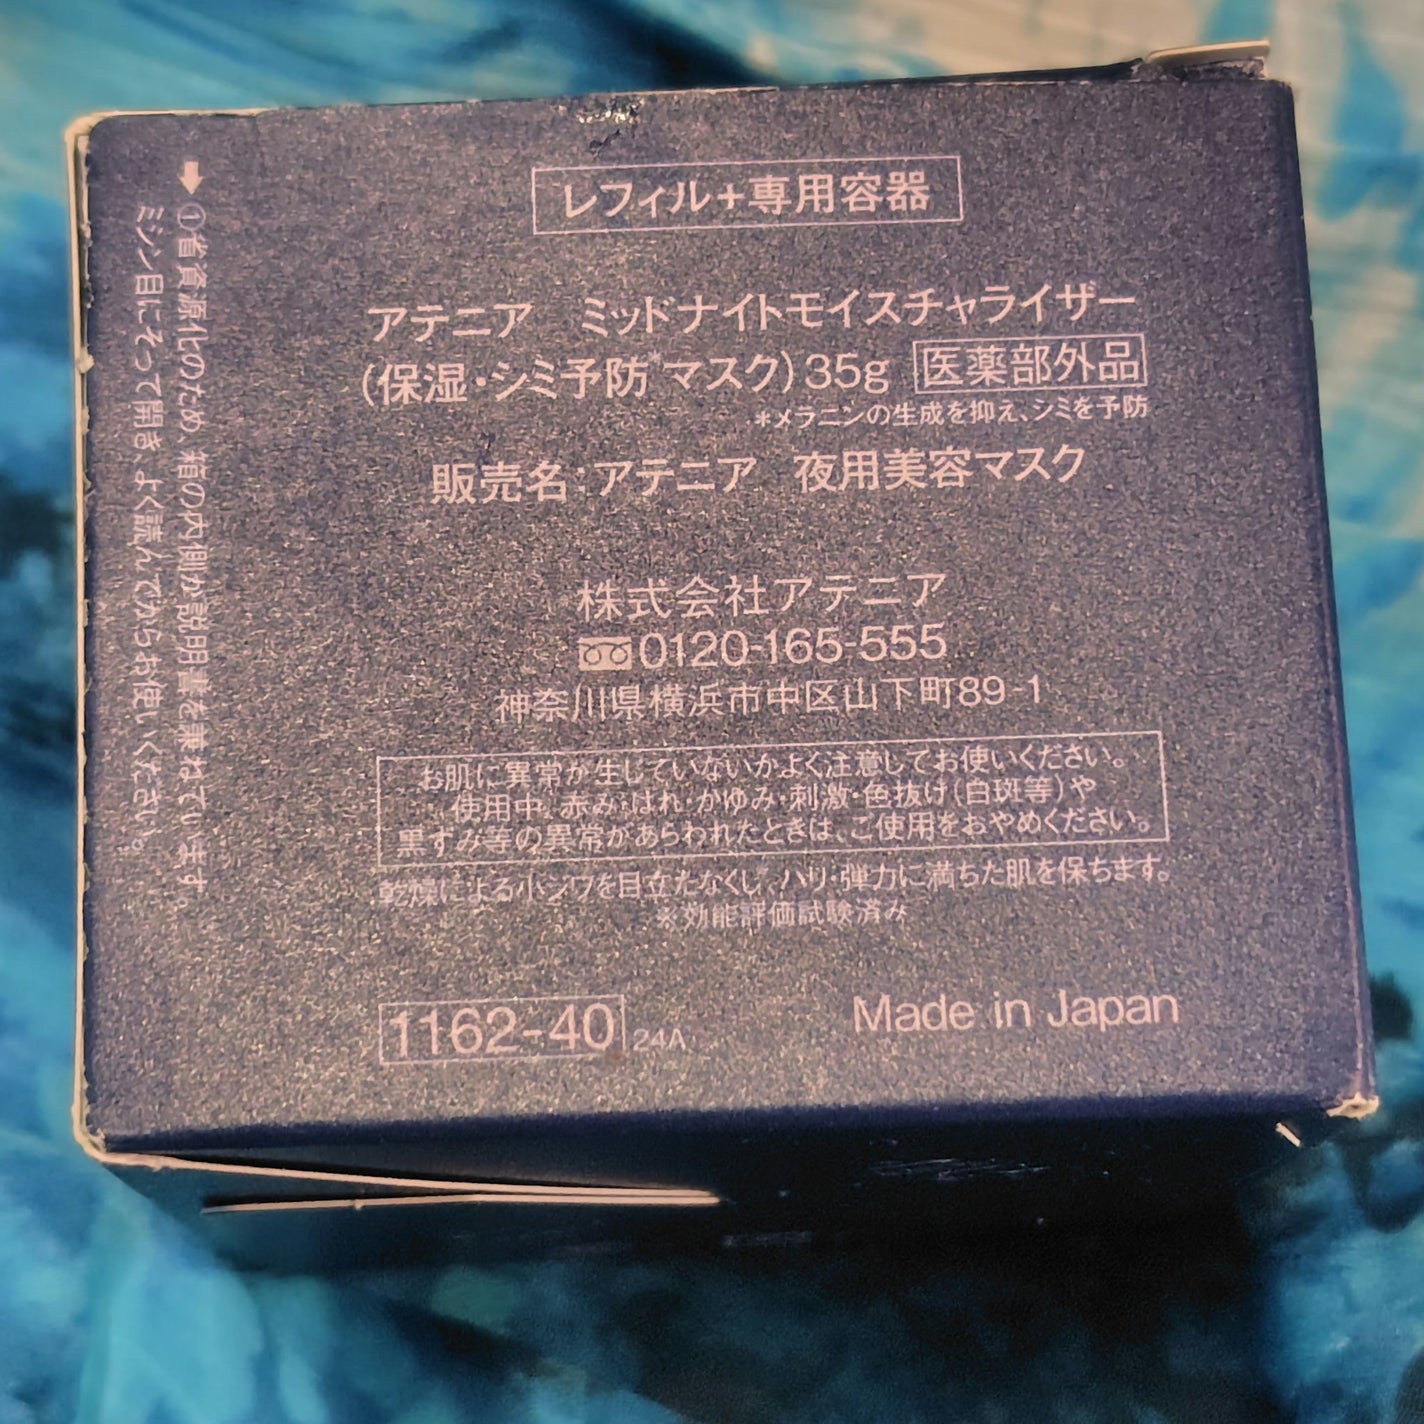 レフィル+専用容器
アテニア　ミッドナイトモイスチャライザー
(保湿・シミ予防*マスク)35g 医薬部外品
*メラニンの生成を抑え、シミを予防
販売名:アテニア　夜用美容マスク
株式会社アテニア
0120-165-555
神奈川県横浜市中区山下町89-1
お肌に異常が生じていないかよく注意してお使いください。
使用中、赤み・はれ・かゆみ・刺激・色抜け(白斑等)や
黒ずみ等の異常があらわれたときは、ご使用をおやめください。
乾燥による小ジワを目立たなくし、ハリ・弾力に満ちた肌を保ちます。
※効能評価試験済み
1162-40 24A
Made in Japan
➡①省資源化のため、箱の内側が説明書を兼ねています。
ミシン目にそって開き、よく読んでからお使いください。